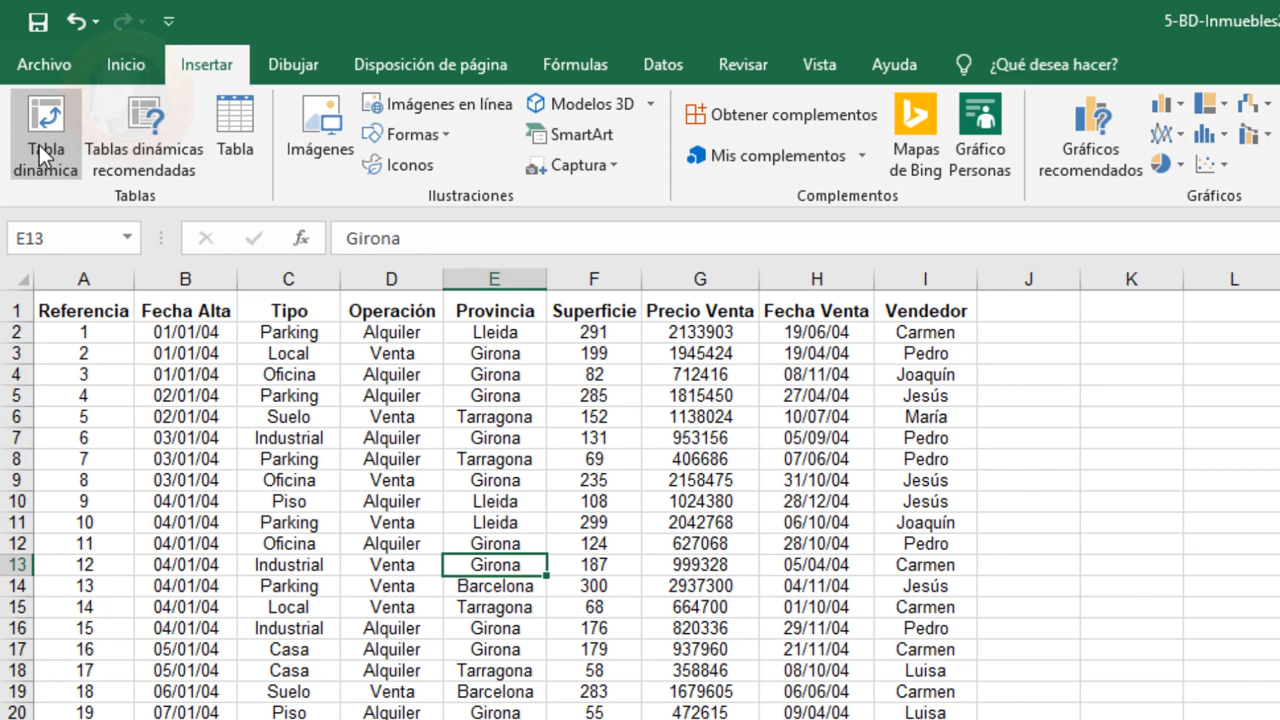 5-BD-Inmuebles
Archivo Inicio Insertar Dibujar Disposición de página Fórmulas Datos Revisar Vista Ayuda ¿Qué desea hacer?
Tabla dinámica
Tablas dinámicas recomendadas
Tabla
Tablas
Imágenes
Imágenes en línea
Formas
Iconos
Modelos 3D
SmartArt
Captura
Ilustraciones
Obtener complementos
Mis complementos
Mapas de Bing
Gráfico Personas
Complementos
Gráficos recomendados
Gráficos
E13 fx Girona
A B C D E F G H I J K L
1 Referencia Fecha Alta Tipo Operación Provincia Superficie Precio Venta Fecha Venta Vendedor
2 1 01/01/04 Parking Alquiler Lleida 291 2133903 19/06/04 Carmen
3 2 01/01/04 Local Venta Girona 199 1945424 19/04/04 Pedro
4 3 01/01/04 Oficina Alquiler Girona 82 712416 08/11/04 Joaquín
5 4 02/01/04 Parking Alquiler Girona 285 1815450 27/04/04 Jesús
6 5 02/01/04 Suelo Venta Tarragona 152 1138024 10/07/04 María
7 6 03/01/04 Industrial Alquiler Girona 131 953156 05/09/04 Pedro
8 7 03/01/04 Parking Alquiler Tarragona 69 406686 07/06/04 Pedro
9 8 03/01/04 Oficina Venta Girona 235 2158475 31/10/04 Jesús
10 9 04/01/04 Piso Alquiler Lleida 108 1024380 28/12/04 Jesús
11 10 04/01/04 Parking Venta Lleida 299 2042768 06/10/04 Joaquín
12 11 04/01/04 Oficina Alquiler Girona 124 627068 28/10/04 Pedro
13 12 04/01/04 Industrial Venta Girona 187 999328 05/04/04 Carmen
14 13 04/01/04 Parking Venta Barcelona 300 2937300 04/11/04 Jesús
15 14 04/01/04 Local Venta Tarragona 68 664700 01/10/04 Carmen
16 15 04/01/04 Industrial Alquiler Girona 176 820336 29/11/04 Pedro
17 16 05/01/04 Casa Alquiler Girona 179 937960 21/11/04 Carmen
18 17 05/01/04 Casa Alquiler Tarragona 58 358846 08/10/04 Luisa
19 18 06/01/04 Suelo Venta Barcelona 283 1679605 06/06/04 Carmen
20 19 07/01/04 Piso Alquiler Girona 55 472615 09/04/04 Luisa